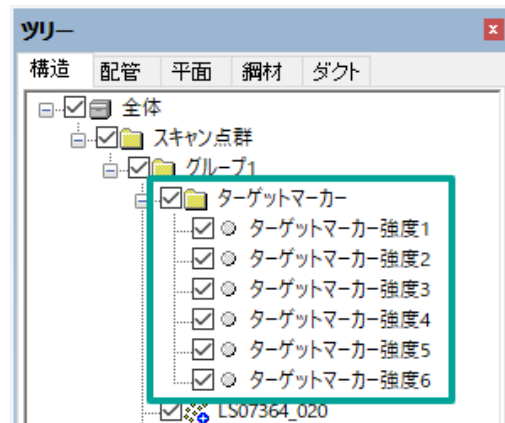 ツリー
構造 配管 平面 鋼材 ダクト
全体
スキャン点群
グループ1
ターゲットマーカー
ターゲットマーカー強度1
ターゲットマーカー強度2
ターゲットマーカー強度3
ターゲットマーカー強度4
ターゲットマーカー強度5
ターゲットマーカー強度6
LS07364_020